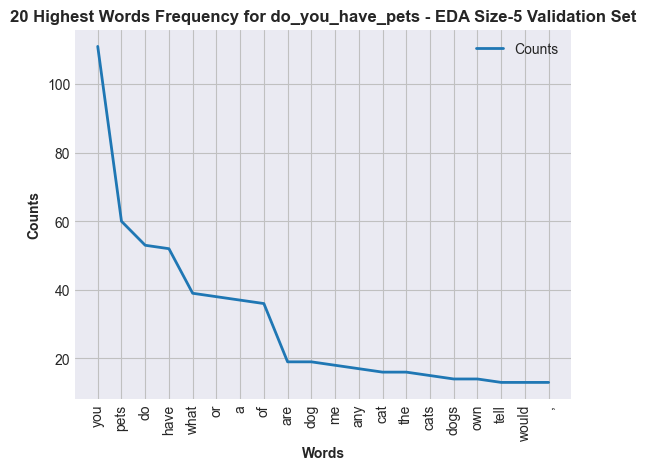 20 Highest Words Frequency for do_you_have_pets - EDA Size-5 Validation Set
Counts
100
80
60
40
20
Counts
you
pets
do
have
what
or
a
of
are
dog
me
any
cat
the
cats
dogs
own
tell
would
,
Words